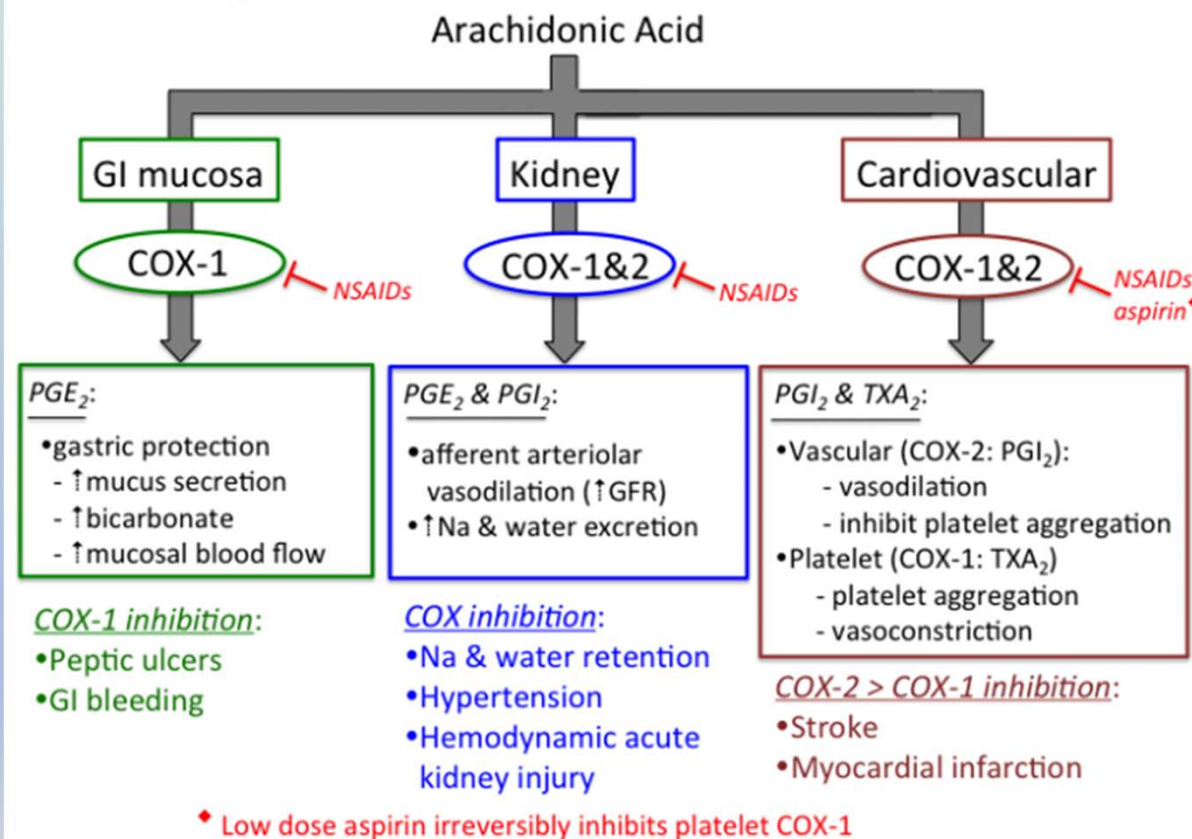 Arachidonic Acid
GI mucosa
COX-1
NSAIDs
PGE₂:
•gastric protection
- ↑mucus secretion
- ↑bicarbonate
- ↑mucosal blood flow
COX-1 inhibition:
•Peptic ulcers
•GI bleeding
Kidney
COX-1&2
NSAIDs
PGE₂ & PGI₂:
•afferent arteriolar
vasodilation (↑GFR)
•↑Na & water excretion
COX inhibition:
•Na & water retention
•Hypertension
•Hemodynamic acute
kidney injury
Cardiovascular
COX-1&2
NSAIDs
aspirin♦
PGI₂ & TXA₂:
•Vascular (COX-2: PGI₂):
- vasodilation
- inhibit platelet aggregation
•Platelet (COX-1: TXA₂)
- platelet aggregation
- vasoconstriction
COX-2 > COX-1 inhibition:
•Stroke
•Myocardial infarction
♦ Low dose aspirin irreversibly inhibits platelet COX-1